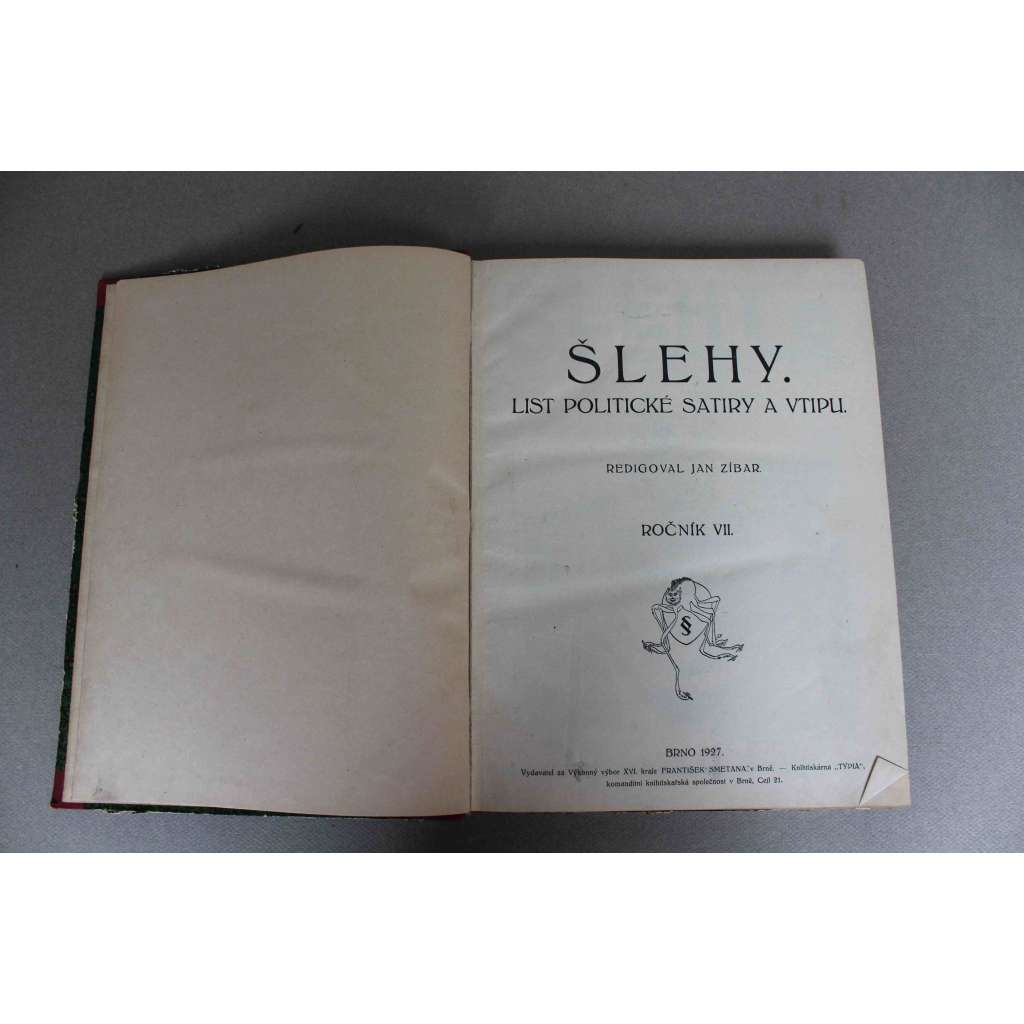 ŠLEHY.
LIST POLITICKÉ SATIRY A VTIPU.
REDIGOVAL JAN ZÍBAR.
ROČNÍK VII.
§
BRNO 1927.
Vydavatel za Výkonný výbor XVI. kraje FRANTIŠEK SMETANA v Brně. — Knihtiskárna „TYPIA“,
komanditní knihtiskařská společnost v Brně, Cejl 21.